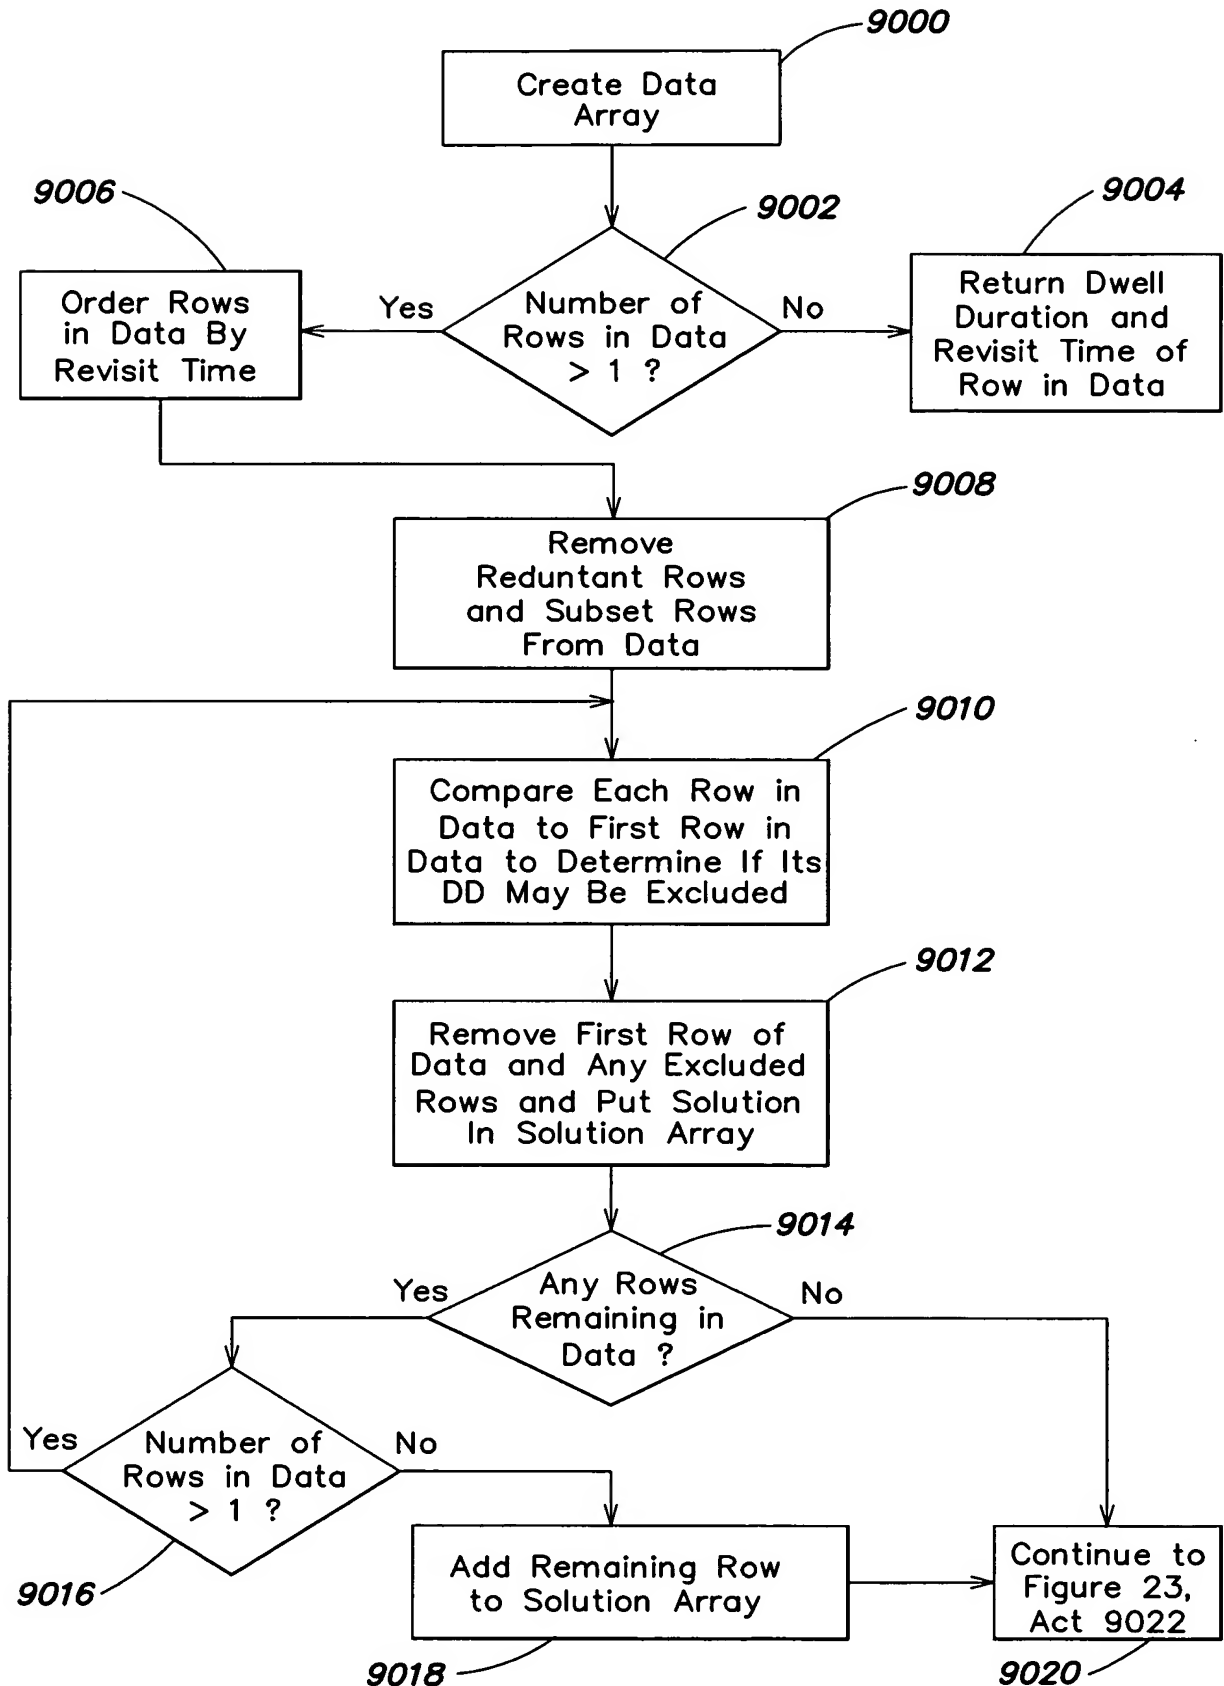 9000
Create Data
Array
9006
9002
9004
Order Rows
in Data By
Revisit Time
Yes
Number of
Rows in Data
> 1 ?
No
Return Dwell
Duration and
Revisit Time of
Row in Data
9008
Remove
Reduntant Rows
and Subset Rows
From Data
9010
Compare Each Row in
Data to First Row in
Data to Determine If Its
DD May Be Excluded
9012
Remove First Row of
Data and Any Excluded
Rows and Put Solution
In Solution Array
9014
Yes
Any Rows
Remaining in
Data ?
No
Yes
Number of
Rows in Data
> 1 ?
No
9016
Add Remaining Row
to Solution Array
9018
Continue to
Figure 23,
Act 9022
9020